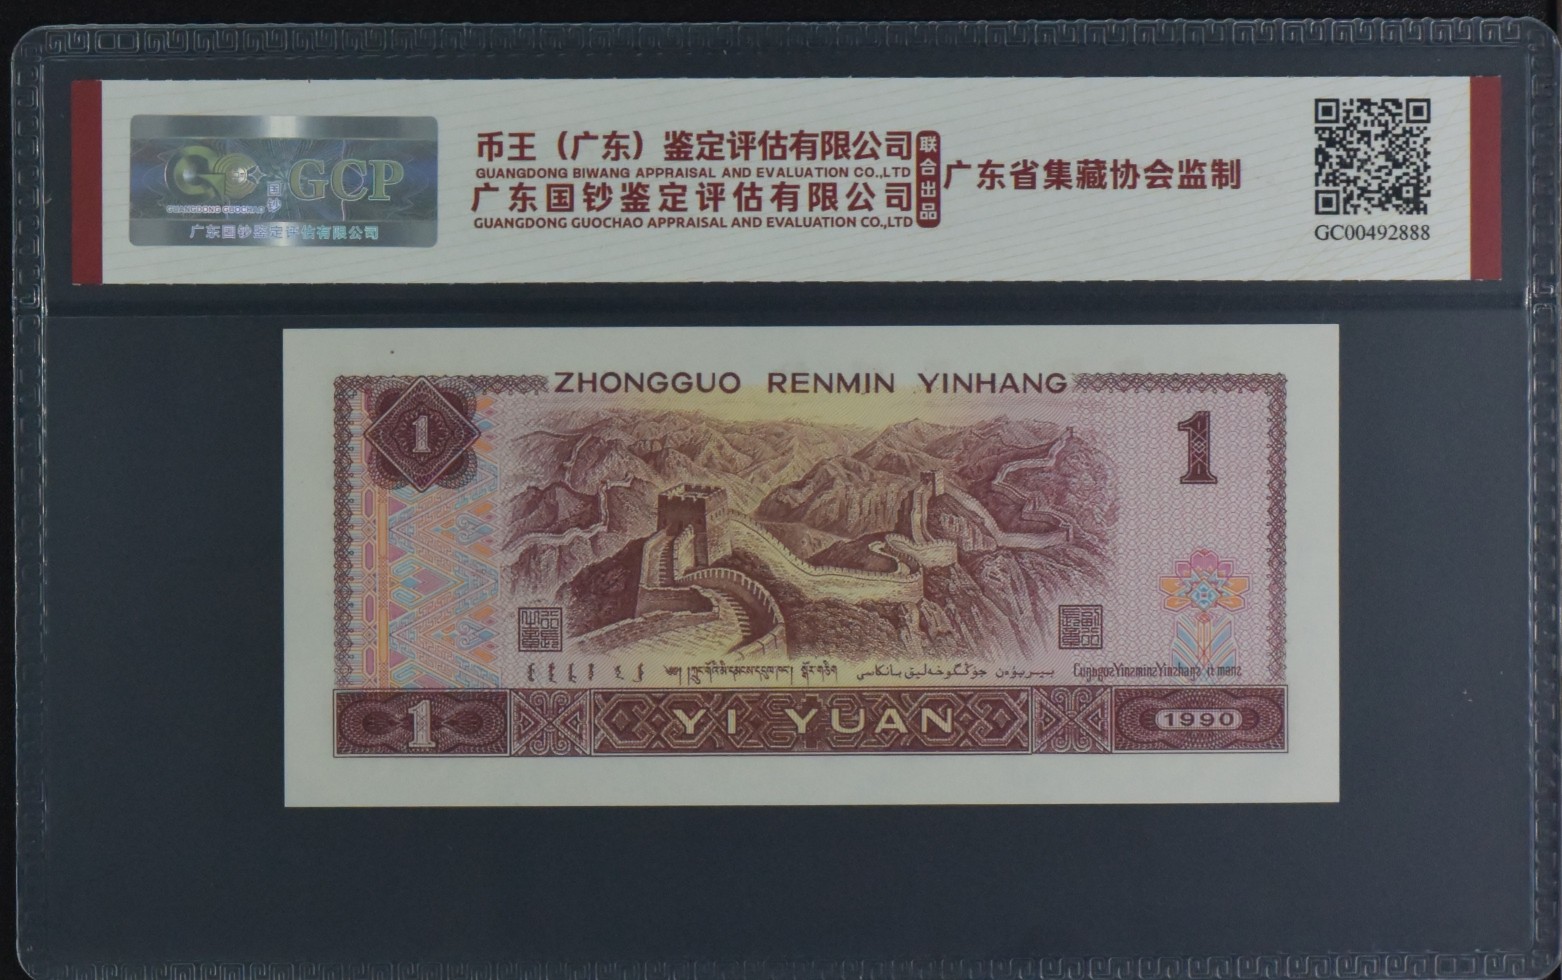 GCP
国钞
GUANGDONG GUOCHAO
广东国钞鉴定评估有限公司
币王（广东）鉴定评估有限公司
GUANGDONG BIWANG APPRAISAL AND EVALUATION CO.,LTD
广东国钞鉴定评估有限公司
GUANGDONG GUOCHAO APPRAISAL AND EVALUATION CO.,LTD
联合出品
广东省集藏协会监制
GC00492888
ZHONGGUO RENMIN YINHANG
1
1
1
YI YUAN
1990